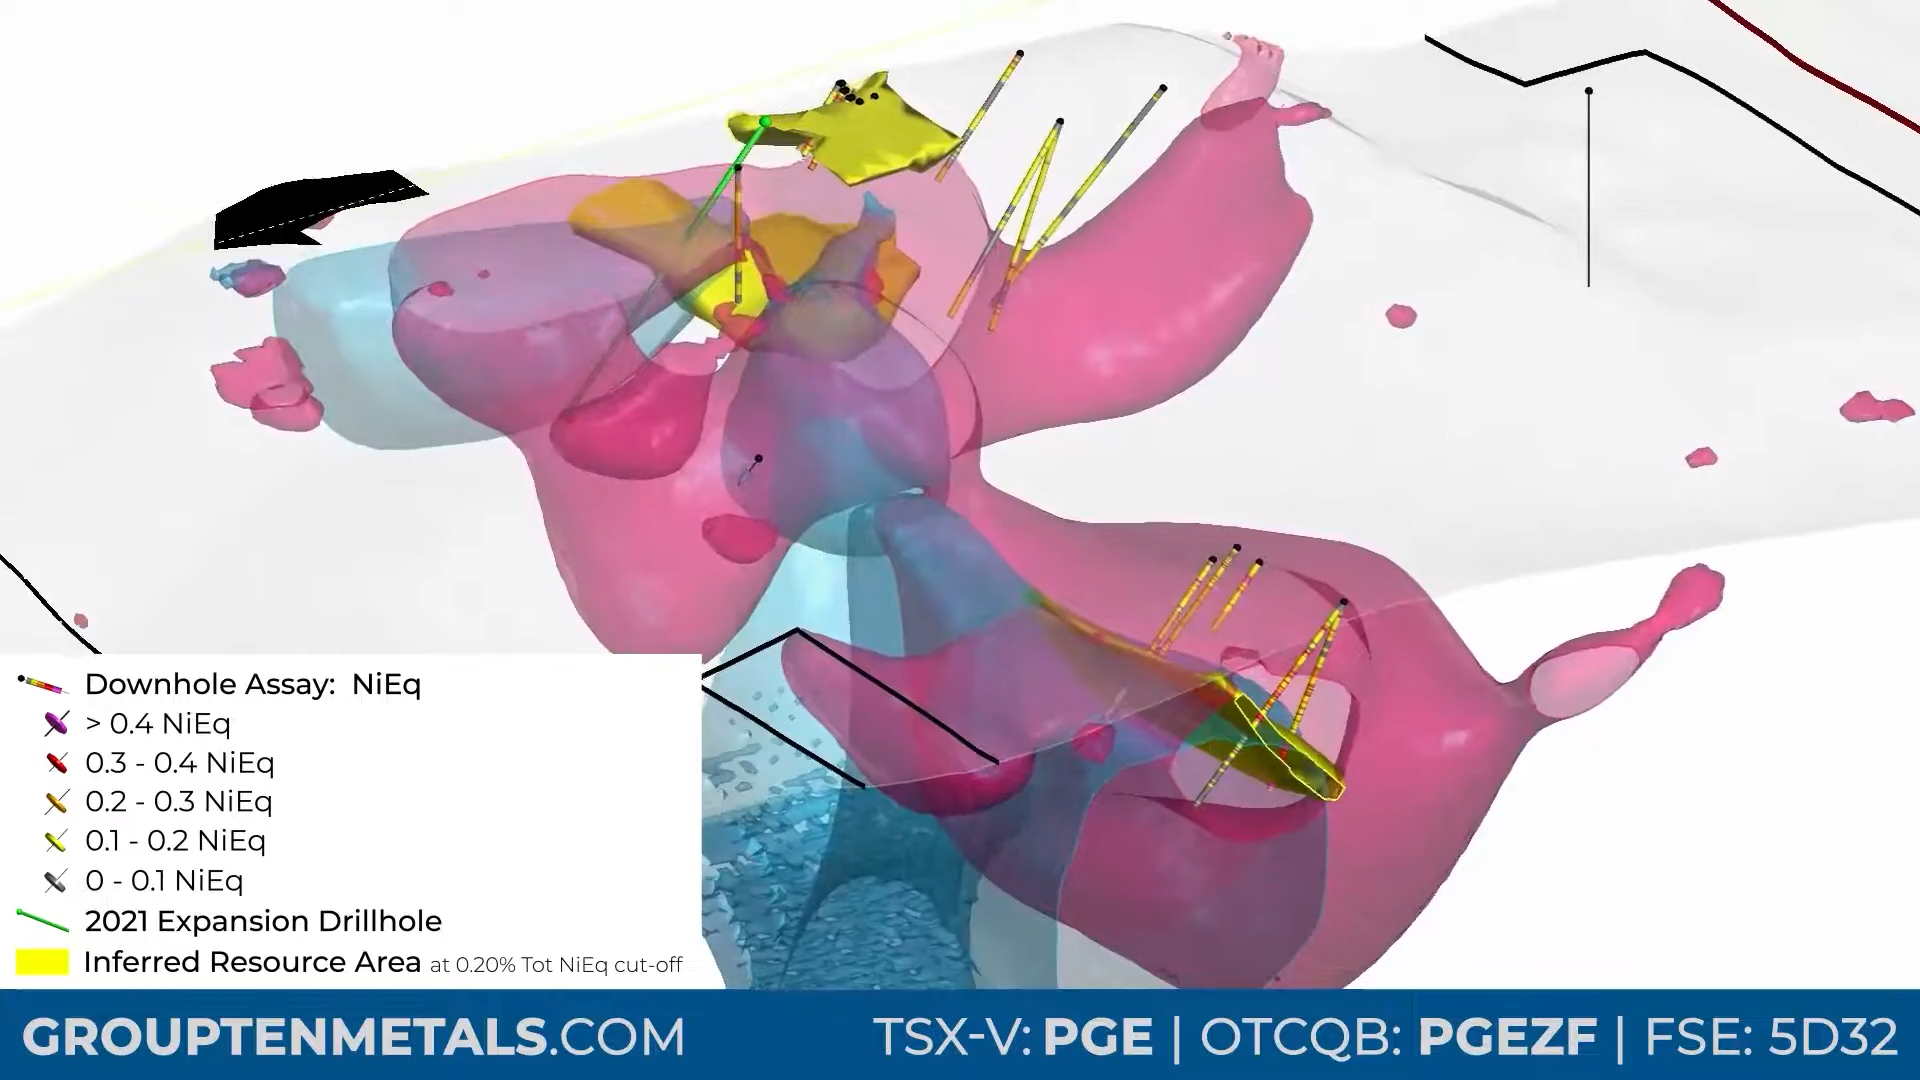 Downhole Assay: NiEq
> 0.4 NiEq
0.3 - 0.4 NiEq
0.2 - 0.3 NiEq
0.1 - 0.2 NiEq
0 - 0.1 NiEq
2021 Expansion Drillhole
Inferred Resource Area at 0.20% Tot NiEq cut-off
GROUPTENMETALS.COM
TSX-V: PGE | OTCQB: PGEZF | FSE: 5D32